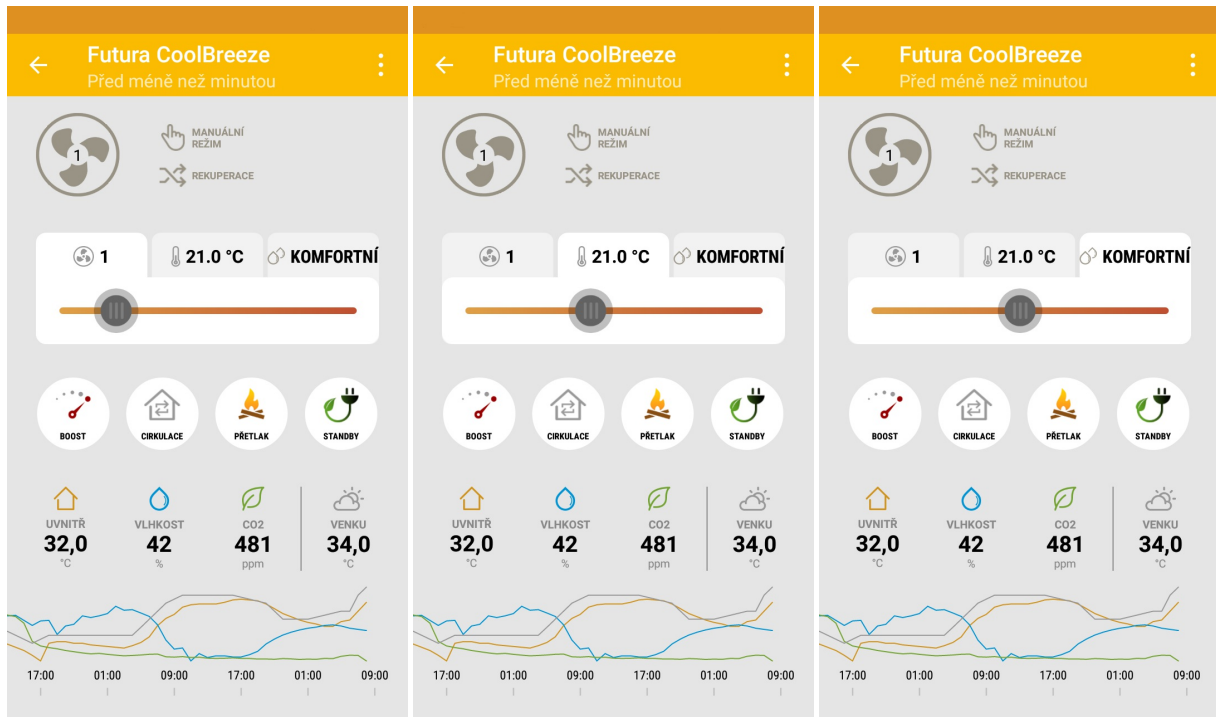 Futura CoolBreeze
Před méně než minutou
1
MANUÁLNÍ
REŽIM
REKUPERACE
1
21.0 °C
KOMFORTNÍ
BOOST
CIRKULACE
PŘETLAK
STANDBY
UVNITŘ
VLHKOST
CO2
VENKU
32,0
42
481
34,0
°C
%
ppm
°C
17:00 01:00 09:00 17:00 01:00 09:00
Futura CoolBreeze
Před méně než minutou
1
MANUÁLNÍ
REŽIM
REKUPERACE
1
21.0 °C
KOMFORTNÍ
BOOST
CIRKULACE
PŘETLAK
STANDBY
UVNITŘ
VLHKOST
CO2
VENKU
32,0
42
481
34,0
°C
%
ppm
°C
17:00 01:00 09:00 17:00 01:00 09:00
Futura CoolBreeze
Před méně než minutou
1
MANUÁLNÍ
REŽIM
REKUPERACE
1
21.0 °C
KOMFORTNÍ
BOOST
CIRKULACE
PŘETLAK
STANDBY
UVNITŘ
VLHKOST
CO2
VENKU
32,0
42
481
34,0
°C
%
ppm
°C
17:00 01:00 09:00 17:00 01:00 09:00